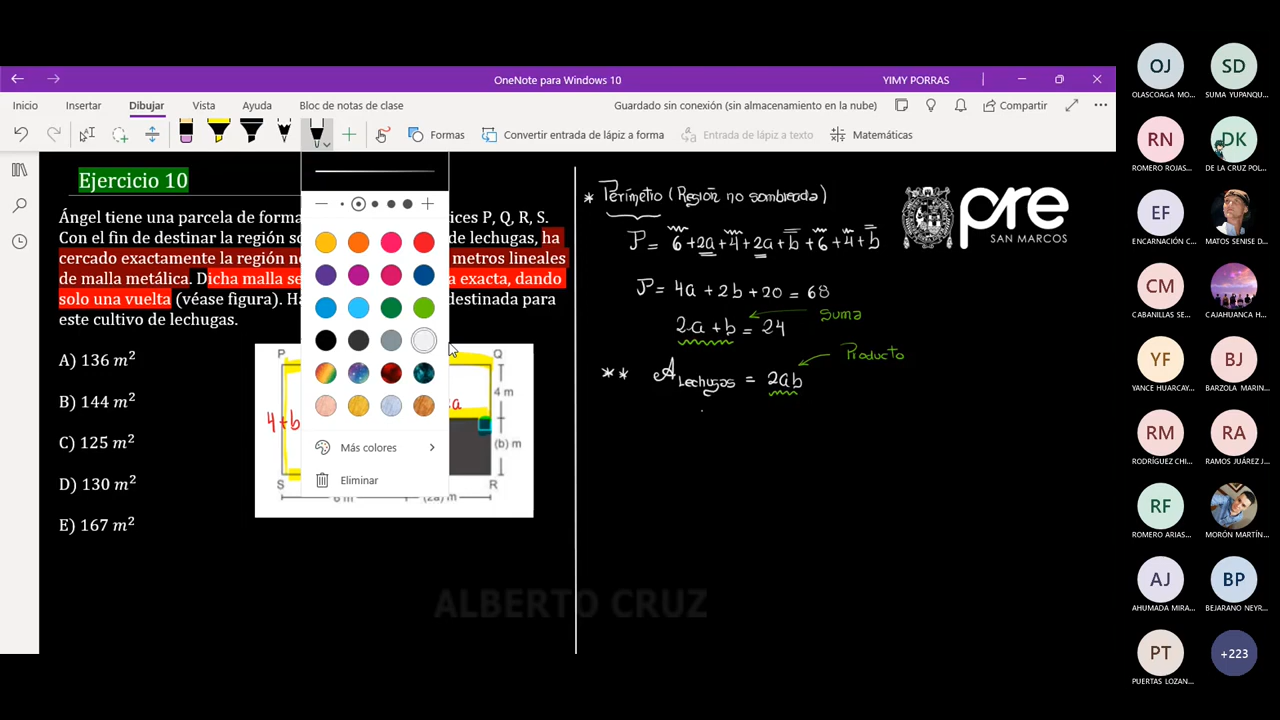 OneNote para Windows 10
YIMY PORRAS
Inicio
Insertar
Dibujar
Vista
Ayuda
Bloc de notas de clase
Guardado sin conexión (sin almacenamiento en la nube)
Compartir
Formas
Convertir entrada de lápiz a forma
Entrada de lápiz a texto
Matemáticas
Ejercicio 10
Ángel tiene una parcela de forma
ices P, Q, R, S.
Con el fin de destinar la región
de lechugas, ha
cercado exactamente la región
metros lineales
de malla metálica. Dicha malla
a exacta, dando
solo una vuelta (véase figura).
destinada para
este cultivo de lechugas.
A) 136 m²
B) 144 m²
C) 125 m²
D) 130 m²
E) 167 m²
P
Q
4 m
4+b
a
(b) m
S
R
(2a) m
Más colores
Eliminar
* Perímetro (Región no sombreada)
P = 6+2a+4+2a+b+6+4+b
P = 4a + 2b + 20 = 68
2a + b = 24
Suma
** A Lechugas = 2ab
Producto
pre
SAN MARCOS
ALBERTO CRUZ
OJ
OLASCOAGA MO...
SD
SUMA YUPANQU...
RN
ROMERO ROJAS...
DK
DE LA CRUZ POL...
EF
ENCARNACIÓN C...
MATOS SENISE D...
CM
CABANILLAS SE...
CAJAHUANCA H...
YF
YANCE HUARCAY...
BJ
BARZOLA MARIN...
RM
RODRÍGUEZ CHI...
RA
RAMOS JUÁREZ J...
RF
ROMERO ARIAS...
MORÓN MARTÍN...
AJ
AHUMADA MIRA...
BP
BEJARANO NEYR...
PT
PUERTAS LOZAN...
+223